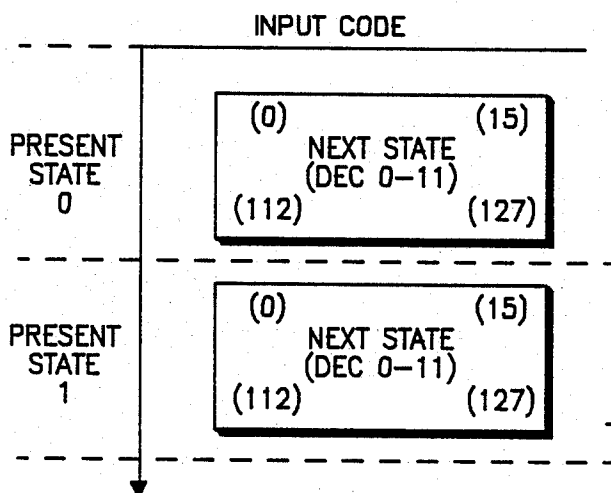 INPUT CODE
(0) (15)
PRESENT STATE 0
NEXT STATE
(DEC 0-11)
(112) (127)
(0) (15)
PRESENT STATE 1
NEXT STATE
(DEC 0-11)
(112) (127)